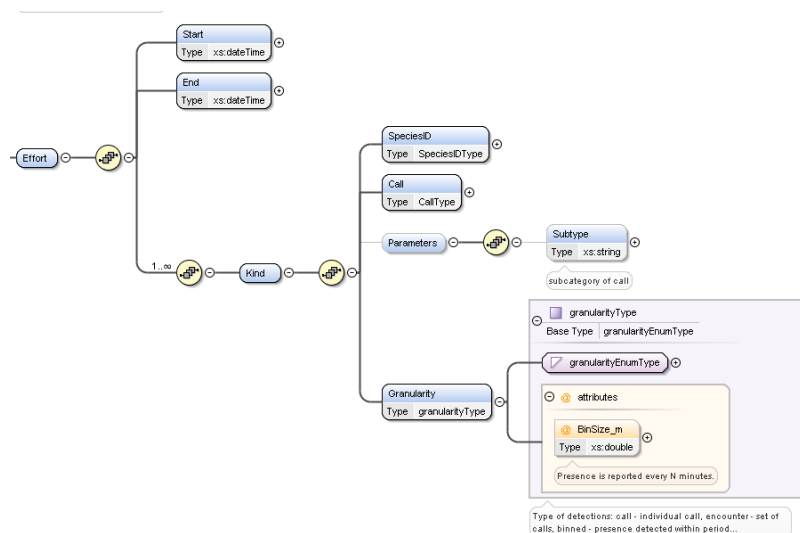 Start
Type xs:dateTime
End
Type xs:dateTime
Effort
SpeciesID
Type SpeciesIDType
Call
Type CallType
Parameters
Subtype
Type xs:string
subcategory of call
1..∞
Kind
granularityType
Base Type granularityEnumType
granularityEnumType
Granularity
Type granularityType
@ attributes
@ BinSize_m
Type xs:double
Presence is reported every N minutes.
Type of detections: call - individual call, encounter - set of
calls, binned - presence detected within period...